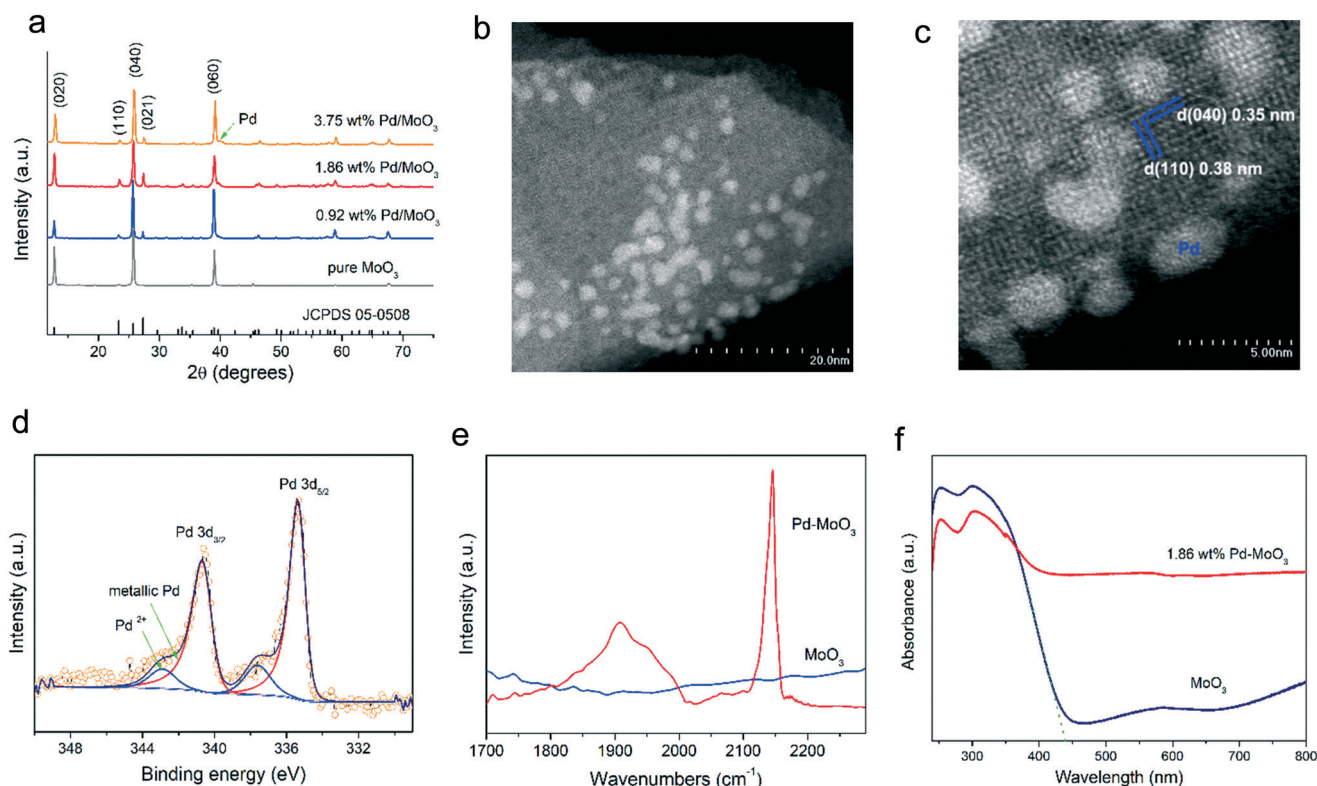 a
(020)
(110)
(040)
(021)
(060)
Pd
3.75 wt% Pd/MoO₃
1.86 wt% Pd/MoO₃
0.92 wt% Pd/MoO₃
pure MoO₃
JCPDS 05-0508
Intensity (a.u.)
20 30 40 50 60 70
2θ (degrees)
b
20.0nm
c
d(040) 0.35 nm
d(110) 0.38 nm
Pd
5.00nm
d
Pd 3d₅/₂
Pd 3d₃/₂
metallic Pd
Pd ²⁺
Intensity (a.u.)
348 344 340 336 332
Binding energy (eV)
e
Pd-MoO₃
MoO₃
Intensity (a.u.)
1700 1800 1900 2000 2100 2200
Wavenumbers (cm⁻¹)
f
1.86 wt% Pd-MoO₃
MoO₃
Absorbance (a.u.)
300 400 500 600 700 800
Wavelength (nm)